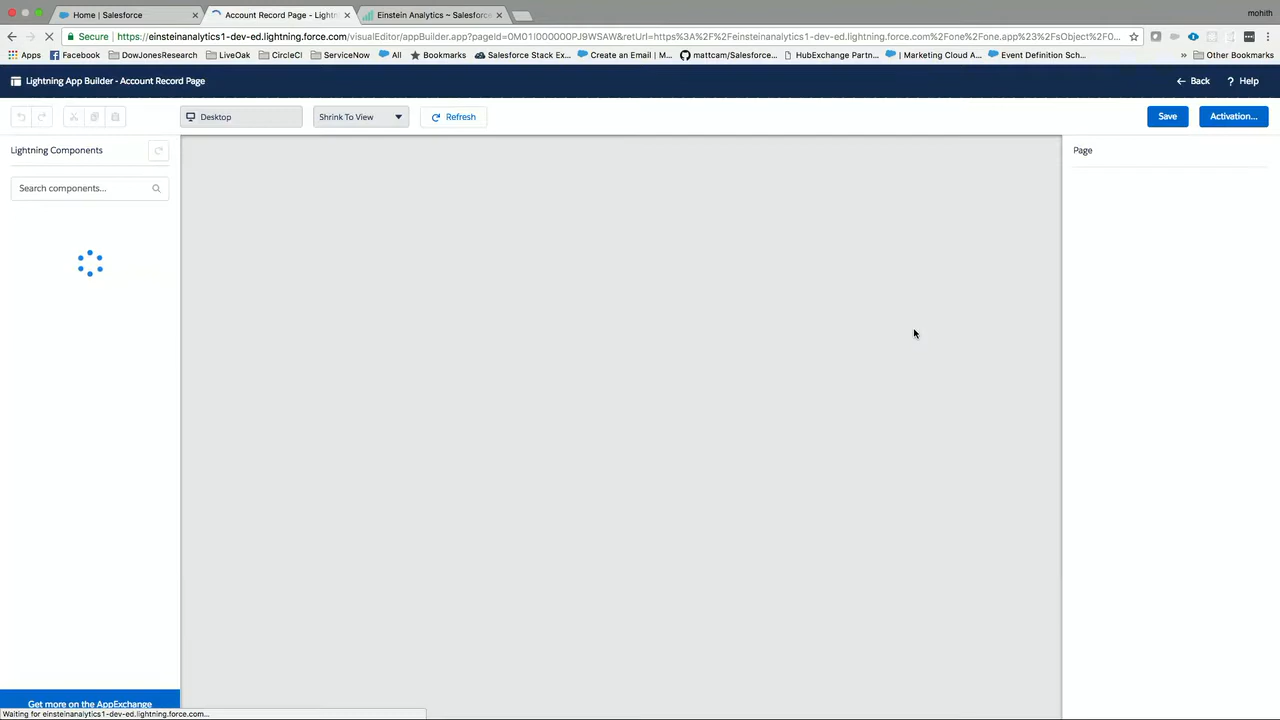 Home | Salesforce
Account Record Page - Lightn
Einstein Analytics ~ Salesforce
mohith
Secure
https://einsteinanalytics1-dev-ed.lightning.force.com/visualEditor/appBuilder.app?pageId=0M01I000000PJ9WSAW&retUrl=https%3A%2F%2Feinsteinanalytics1-dev-ed.lightning.force.com%2Fone%2Fone.app%23%2FsObject%2F0...
Apps
Facebook
DowJonesResearch
LiveOak
CircleCI
ServiceNow
All
Bookmarks
Salesforce Stack Ex...
Create an Email | M...
mattcam/Salesforce...
HubExchange Partn...
| Marketing Cloud A...
Event Definition Sch...
»
Other Bookmarks
Lightning App Builder - Account Record Page
Back
? Help
Desktop
Shrink To View
Refresh
Save
Activation...
Lightning Components
Page
Search components...
Get more on the AppExchange
Waiting for einsteinanalytics1-dev-ed.lightning.force.com...